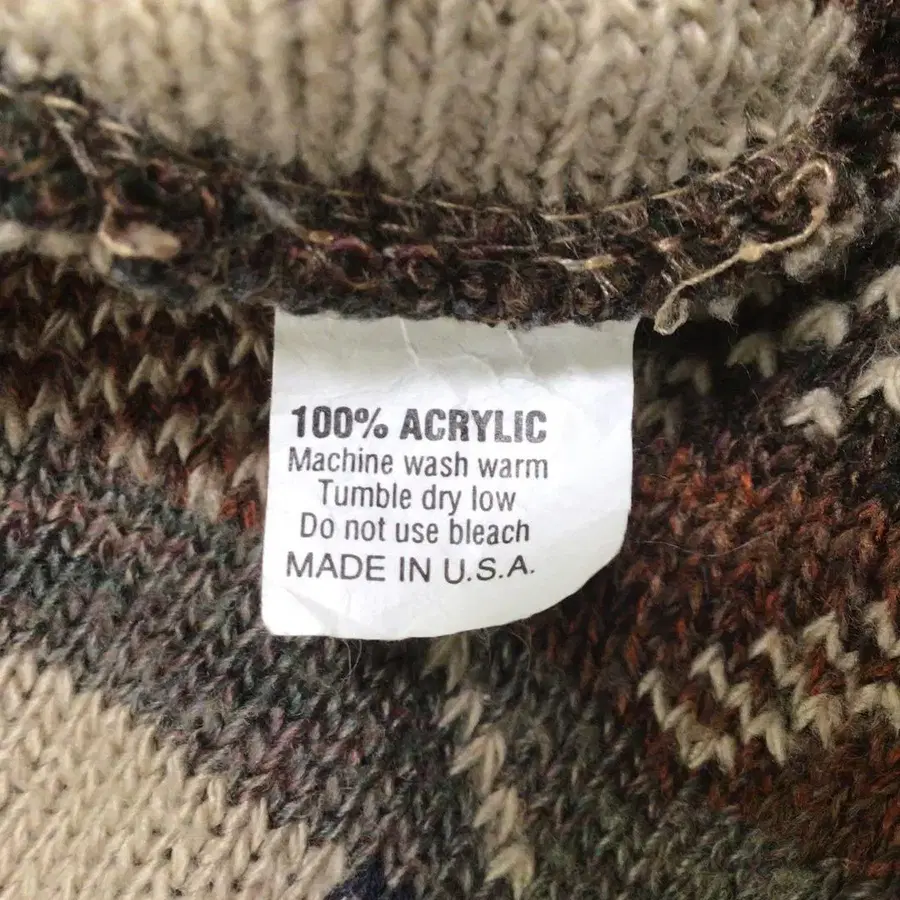 100% ACRYLIC
Machine wash warm
Tumble dry low
Do not use bleach
MADE IN U.S.A.